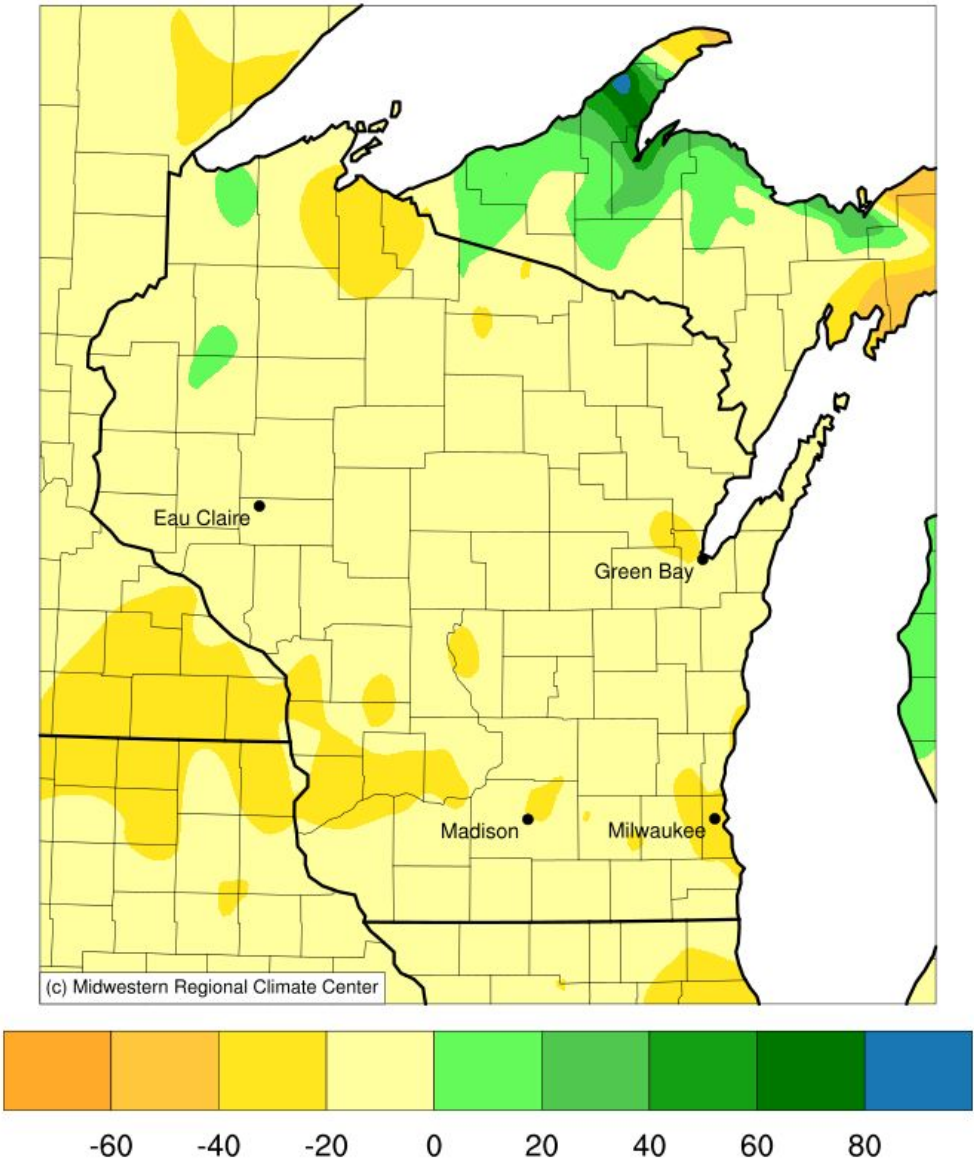 Eau Claire
Green Bay
Madison
Milwaukee
(c) Midwestern Regional Climate Center
-60 -40 -20 0 20 40 60 80